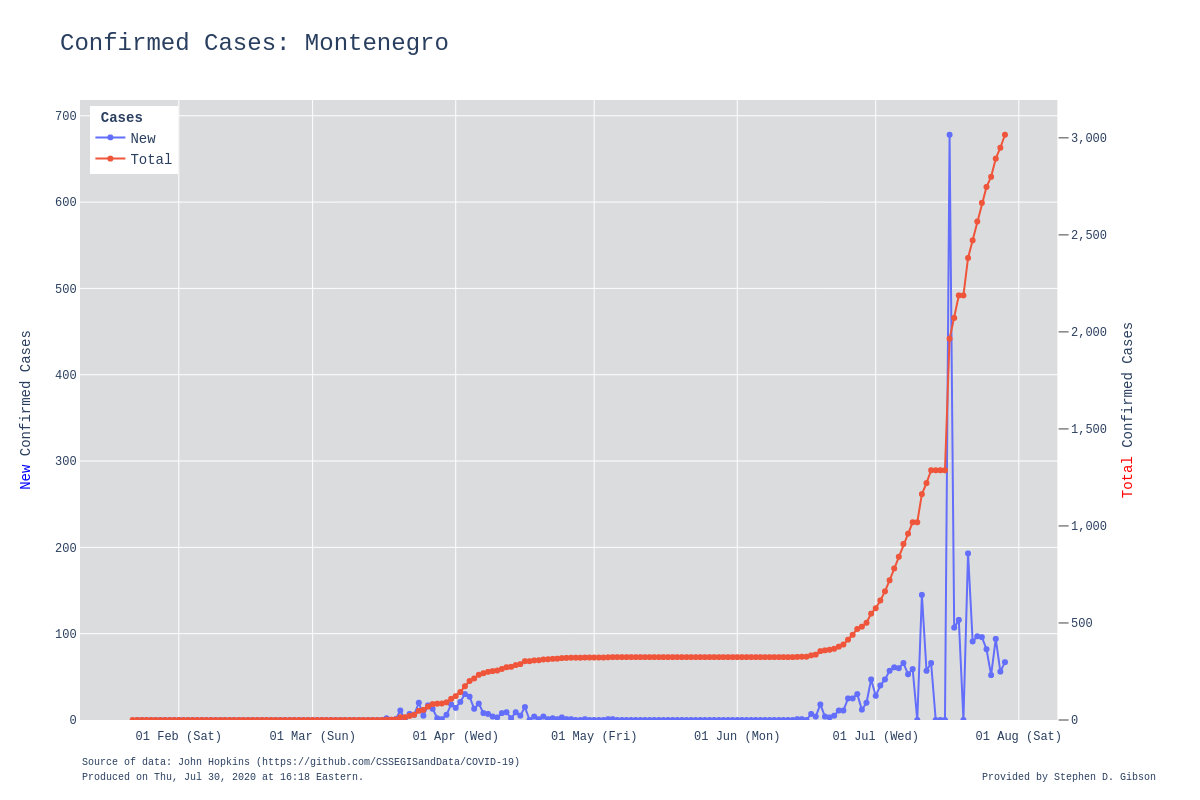 Confirmed Cases: Montenegro
Cases
New
Total
700
600
500
400
300
200
100
0
3,000
2,500
2,000
1,500
1,000
500
0
New Confirmed Cases
Total Confirmed Cases
01 Feb (Sat)
01 Mar (Sun)
01 Apr (Wed)
01 May (Fri)
01 Jun (Mon)
01 Jul (Wed)
01 Aug (Sat)
Source of data: John Hopkins (https://github.com/CSSEGISandData/COVID-19)
Produced on Thu, Jul 30, 2020 at 16:18 Eastern.
Provided by Stephen D. Gibson